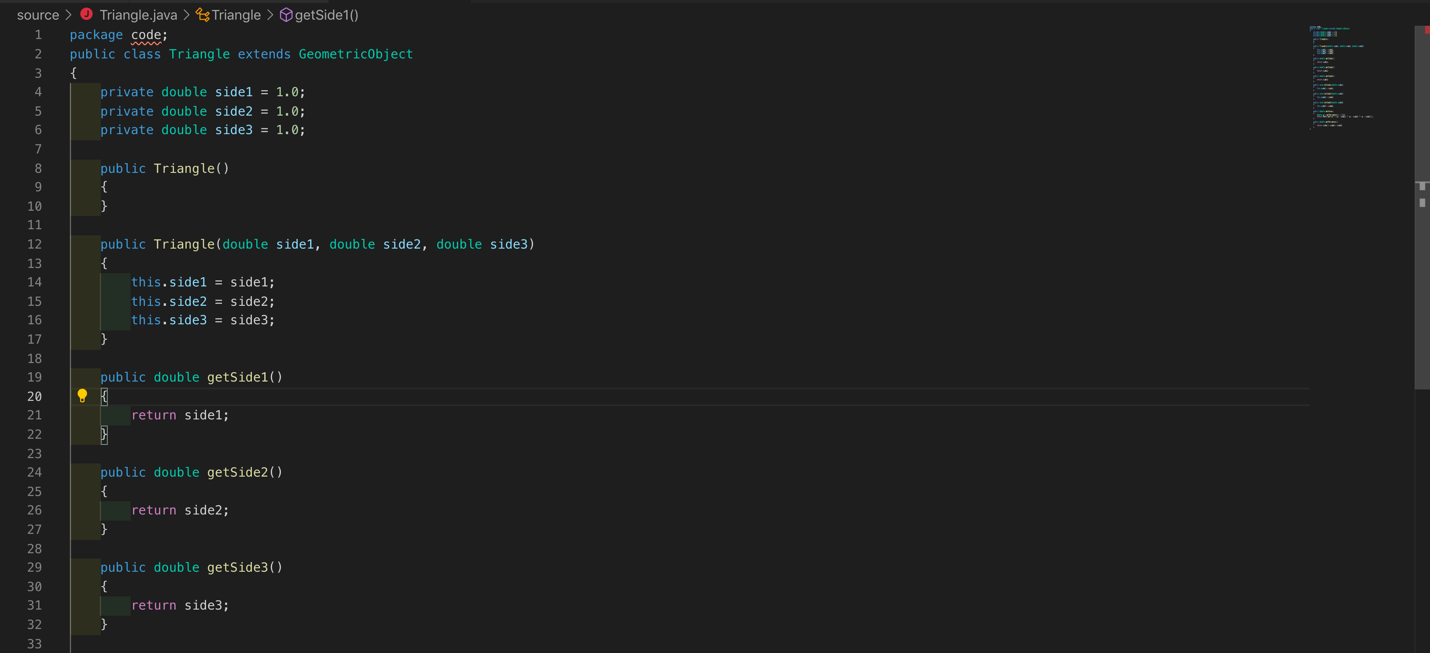 source > Triangle.java > Triangle > getSide1()
1 package code;
2 public class Triangle extends GeometricObject
3 {
4 private double side1 = 1.0;
5 private double side2 = 1.0;
6 private double side3 = 1.0;
7
8 public Triangle()
9 {
10 }
11
12 public Triangle(double side1, double side2, double side3)
13 {
14 this.side1 = side1;
15 this.side2 = side2;
16 this.side3 = side3;
17 }
18
19 public double getSide1()
20 {
21 return side1;
22 }
23
24 public double getSide2()
25 {
26 return side2;
27 }
28
29 public double getSide3()
30 {
31 return side3;
32 }
33